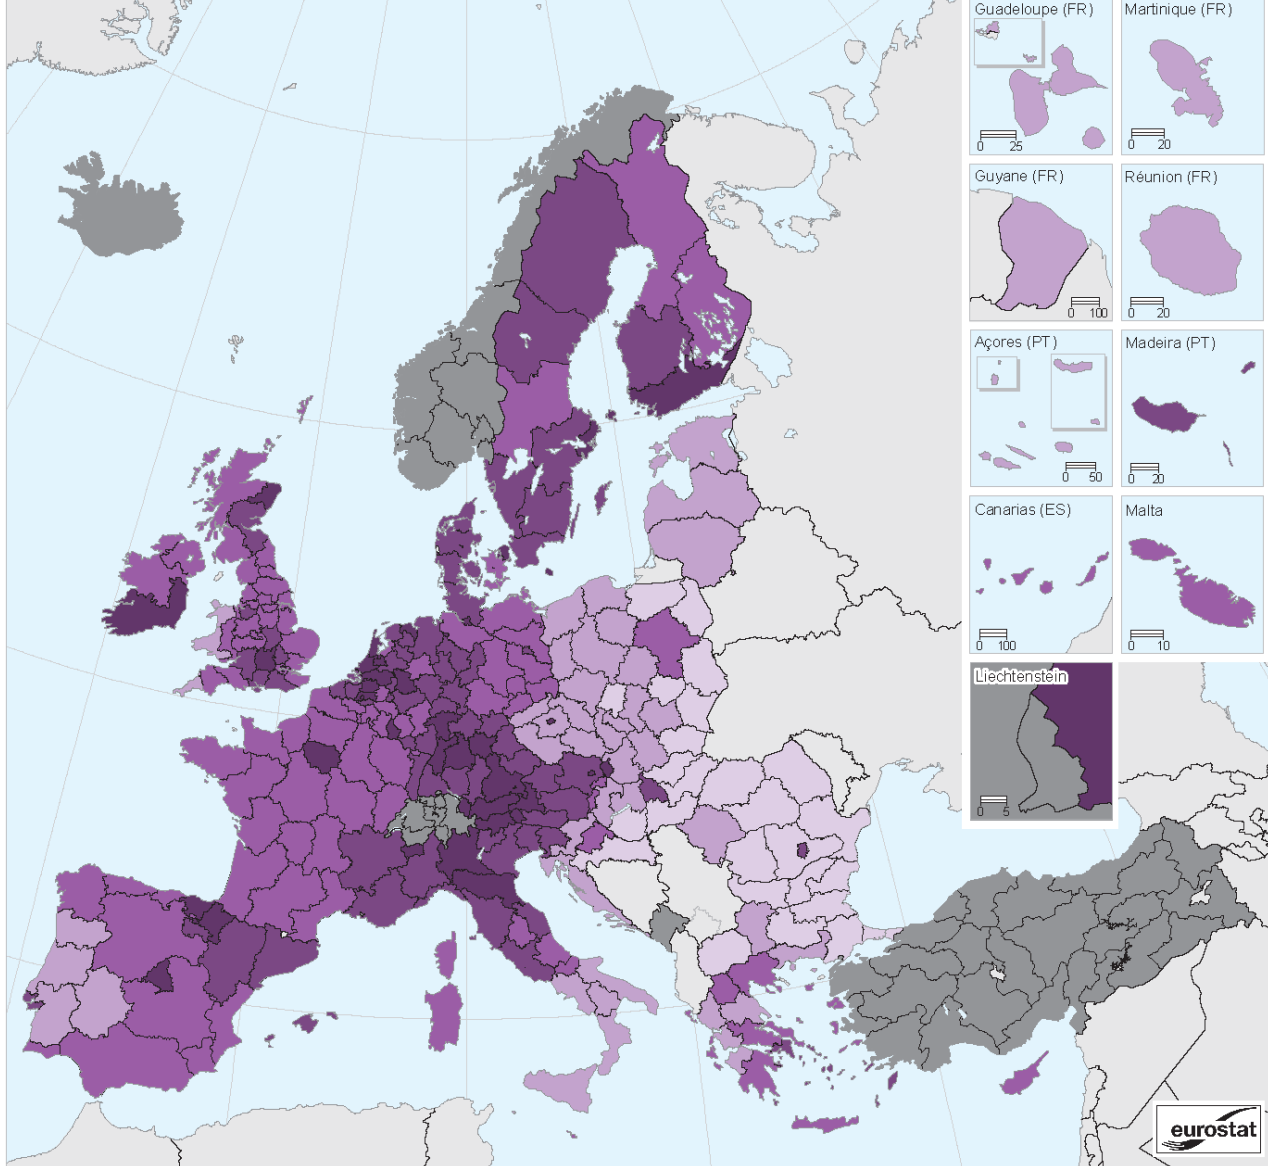 Guadeloupe (FR)
0 25
Martinique (FR)
0 20
Guyane (FR)
0 100
Réunion (FR)
0 20
Açores (PT)
0 50
Madeira (PT)
0 20
Canarias (ES)
0 100
Malta
0 10
Liechtenstein
0 5
eurostat